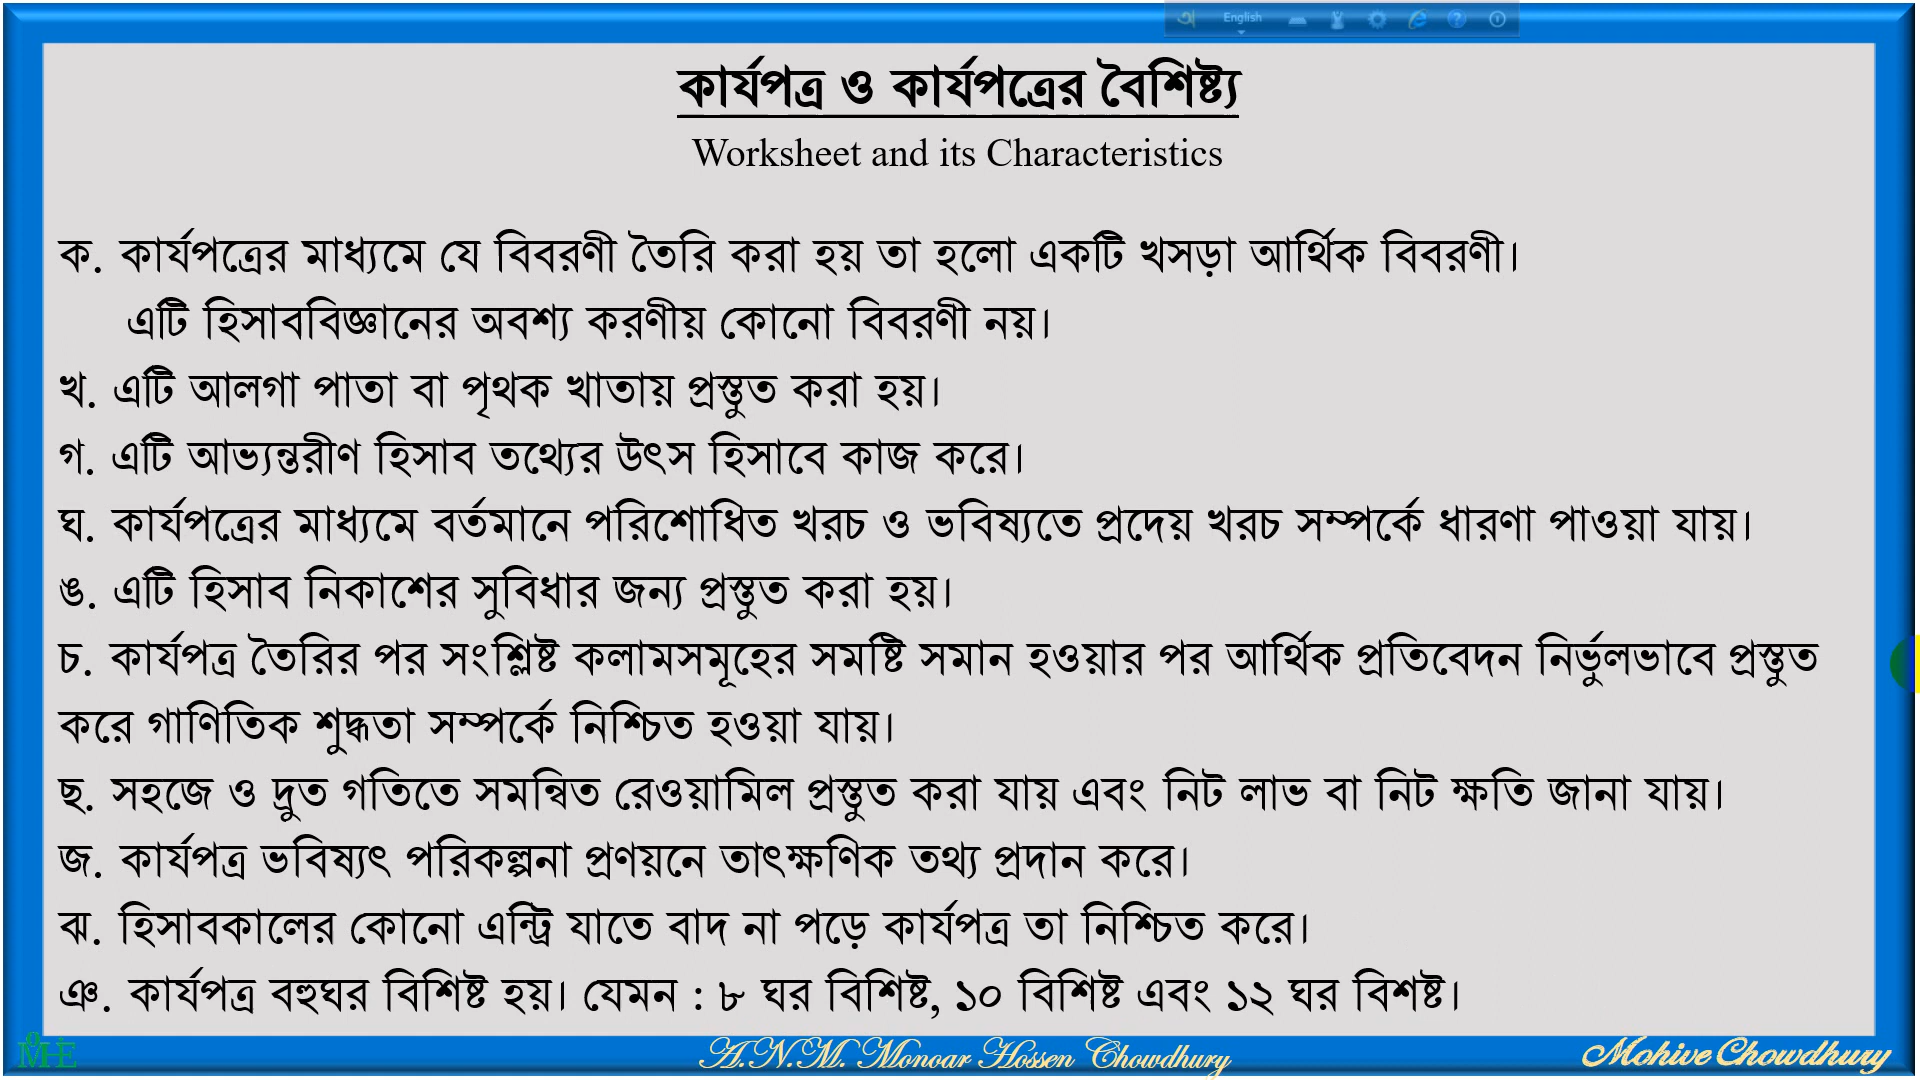 English
কার্যপত্র ও কার্যপত্রের বৈশিষ্ট্য
Worksheet and its Characteristics
ক. কার্যপত্রের মাধ্যমে যে বিবরণী তৈরি করা হয় তা হলো একটি খসড়া আর্থিক বিবরণী।
এটি হিসাববিজ্ঞানের অবশ্য করণীয় কোনো বিবরণী নয়।
খ. এটি আলগা পাতা বা পৃথক খাতায় প্রস্তুত করা হয়।
গ. এটি আভ্যন্তরীণ হিসাব তথ্যের উৎস হিসাবে কাজ করে।
ঘ. কার্যপত্রের মাধ্যমে বর্তমানে পরিশোধিত খরচ ও ভবিষ্যতে প্রদেয় খরচ সম্পর্কে ধারণা পাওয়া যায়।
ঙ. এটি হিসাব নিকাশের সুবিধার জন্য প্রস্তুত করা হয়।
চ. কার্যপত্র তৈরির পর সংশ্লিষ্ট কলামসমূহের সমষ্টি সমান হওয়ার পর আর্থিক প্রতিবেদন নির্ভুলভাবে প্রস্তুত
করে গাণিতিক শুদ্ধতা সম্পর্কে নিশ্চিত হওয়া যায়।
ছ. সহজে ও দ্রুত গতিতে সমন্বিত রেওয়ামিল প্রস্তুত করা যায় এবং নিট লাভ বা নিট ক্ষতি জানা যায়।
জ. কার্যপত্র ভবিষ্যৎ পরিকল্পনা প্রণয়নে তাৎক্ষণিক তথ্য প্রদান করে।
ঝ. হিসাবকালের কোনো এন্ট্রি যাতে বাদ না পড়ে কার্যপত্র তা নিশ্চিত করে।
ঞ. কার্যপত্র বহুঘর বিশিষ্ট হয়। যেমন : ৮ ঘর বিশিষ্ট, ১০ বিশিষ্ট এবং ১২ ঘর বিশষ্ট।
A.N.M. Monoar Hossen Chowdhury
Mohive Chowdhury